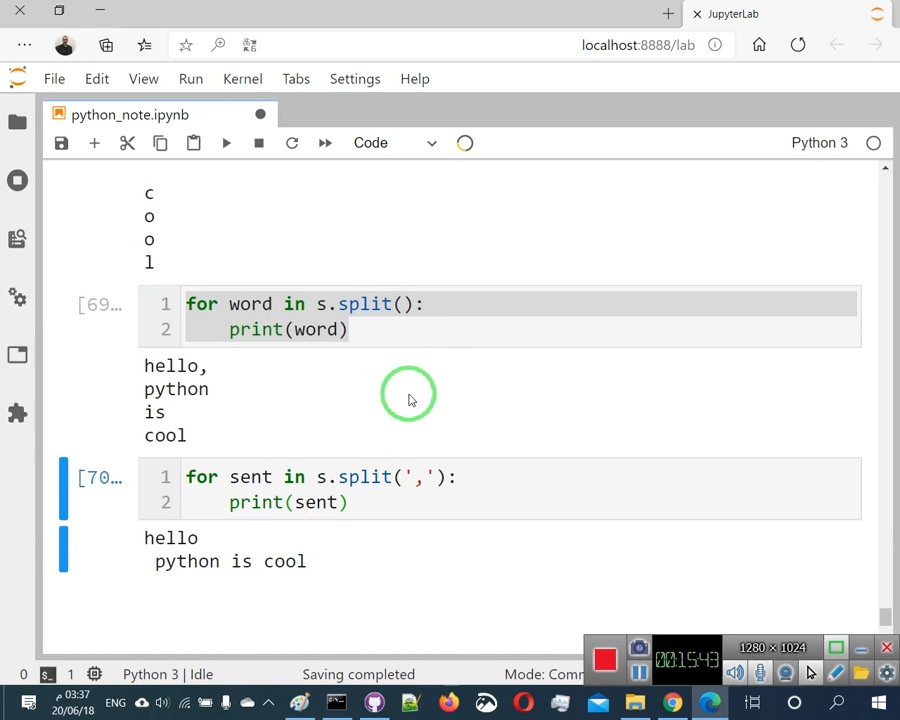 JupyterLab
localhost:8888/lab
File Edit View Run Kernel Tabs Settings Help
python_note.ipynb
Code
Python 3
c
o
o
l
[69…
1 for word in s.split():
2 print(word)
hello,
python
is
cool
[70…
1 for sent in s.split(','):
2 print(sent)
hello
python is cool
00:15:43
1280 × 1024
0
1
Python 3 | Idle
Saving completed
Mode: Comm
03:37 م
ENG
20/06/18